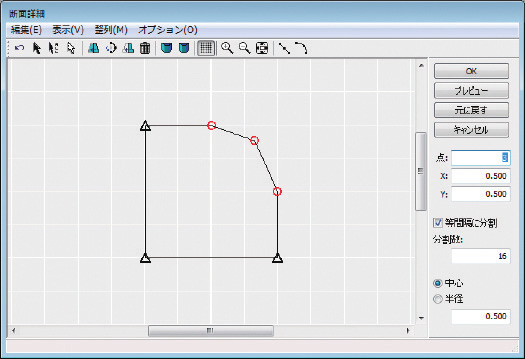 断面詳細
編集(E) 表示(V) 整列(M) オプション(O)
OK
プレビュー
元に戻す
キャンセル
点: 3
X: 0.500
Y: 0.500
等間隔に分割
分割数:
16
中心
半径
0.500